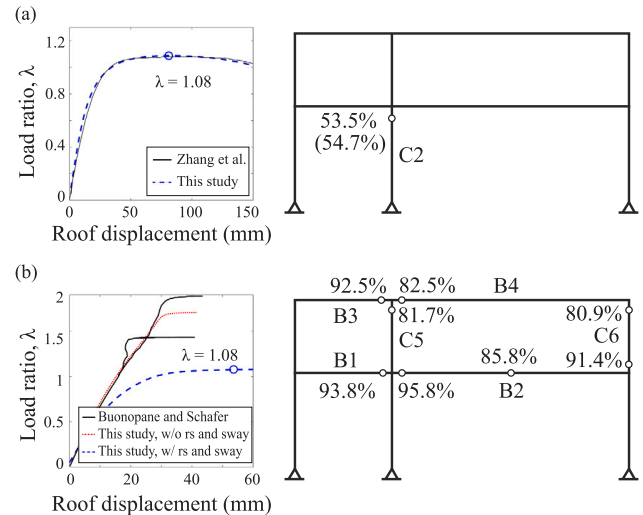 (a)
Load ratio, λ
1.2
0.8
0.4
0
λ = 1.08
Zhang et al.
This study
0 50 100 150
Roof displacement (mm)
53.5%
(54.7%)
C2
(b)
Load ratio, λ
2
1.5
1
0.5
0
λ = 1.08
Buonopane and Schafer
This study, w/o rs and sway
This study, w/ rs and sway
0 20 40 60
Roof displacement (mm)
92.5% 82.5% B4
B3 81.7% 80.9%
C5 C6
B1 85.8% 91.4%
93.8% 95.8% B2